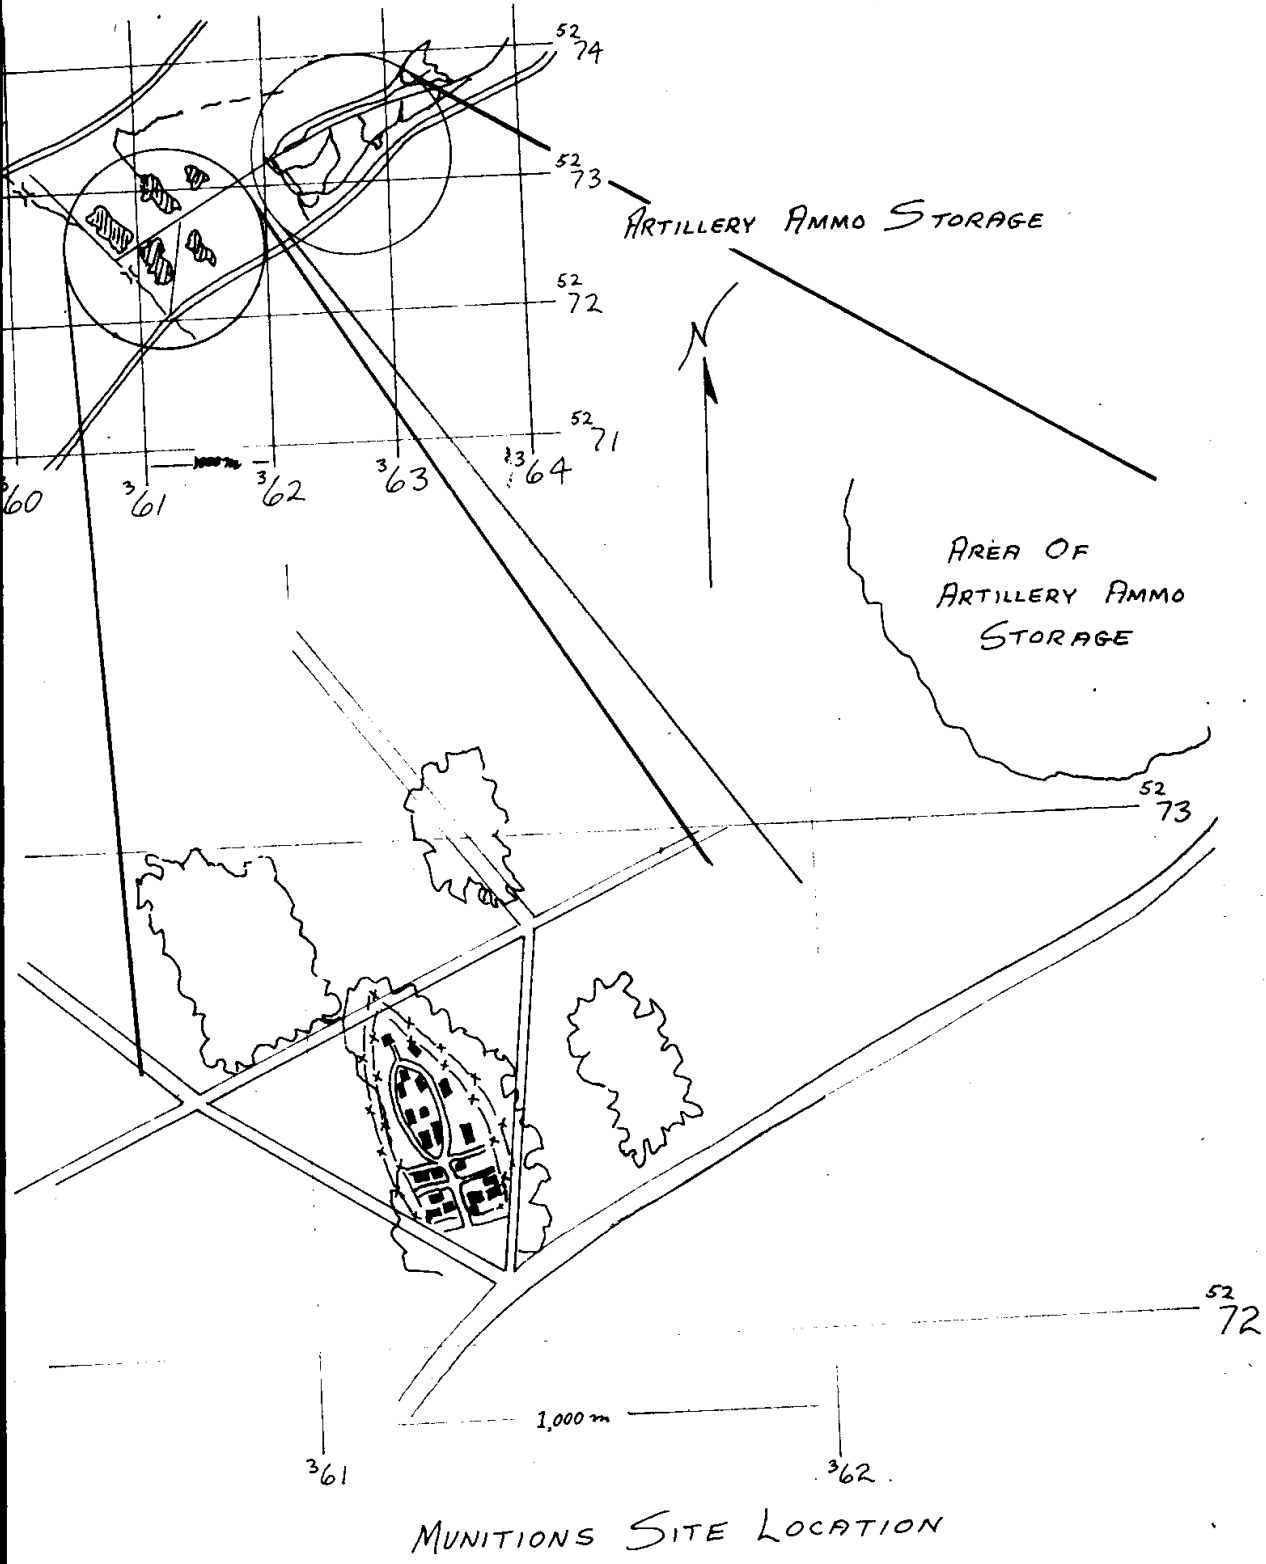 52
74
52
73
ARTILLERY AMMO STORAGE
N
52
72
52
71
1000 m
360
361
362
363
364
AREA OF
ARTILLERY AMMO
STORAGE
52
73
52
72
1,000 m
361
362
MUNITIONS SITE LOCATION